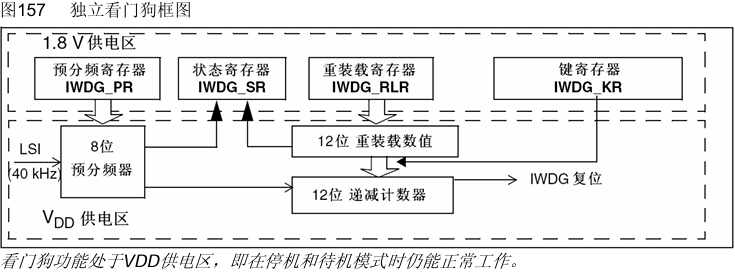 图157 独立看门狗框图
1.8 V供电区
预分频寄存器
IWDG_PR
状态寄存器
IWDG_SR
重装载寄存器
IWDG_RLR
键寄存器
IWDG_KR
LSI
(40 kHz)
8位
预分频器
12位 重装载数值
12位 递减计数器
IWDG 复位
VDD 供电区
看门狗功能处于VDD供电区，即在停机和待机模式时仍能正常工作。